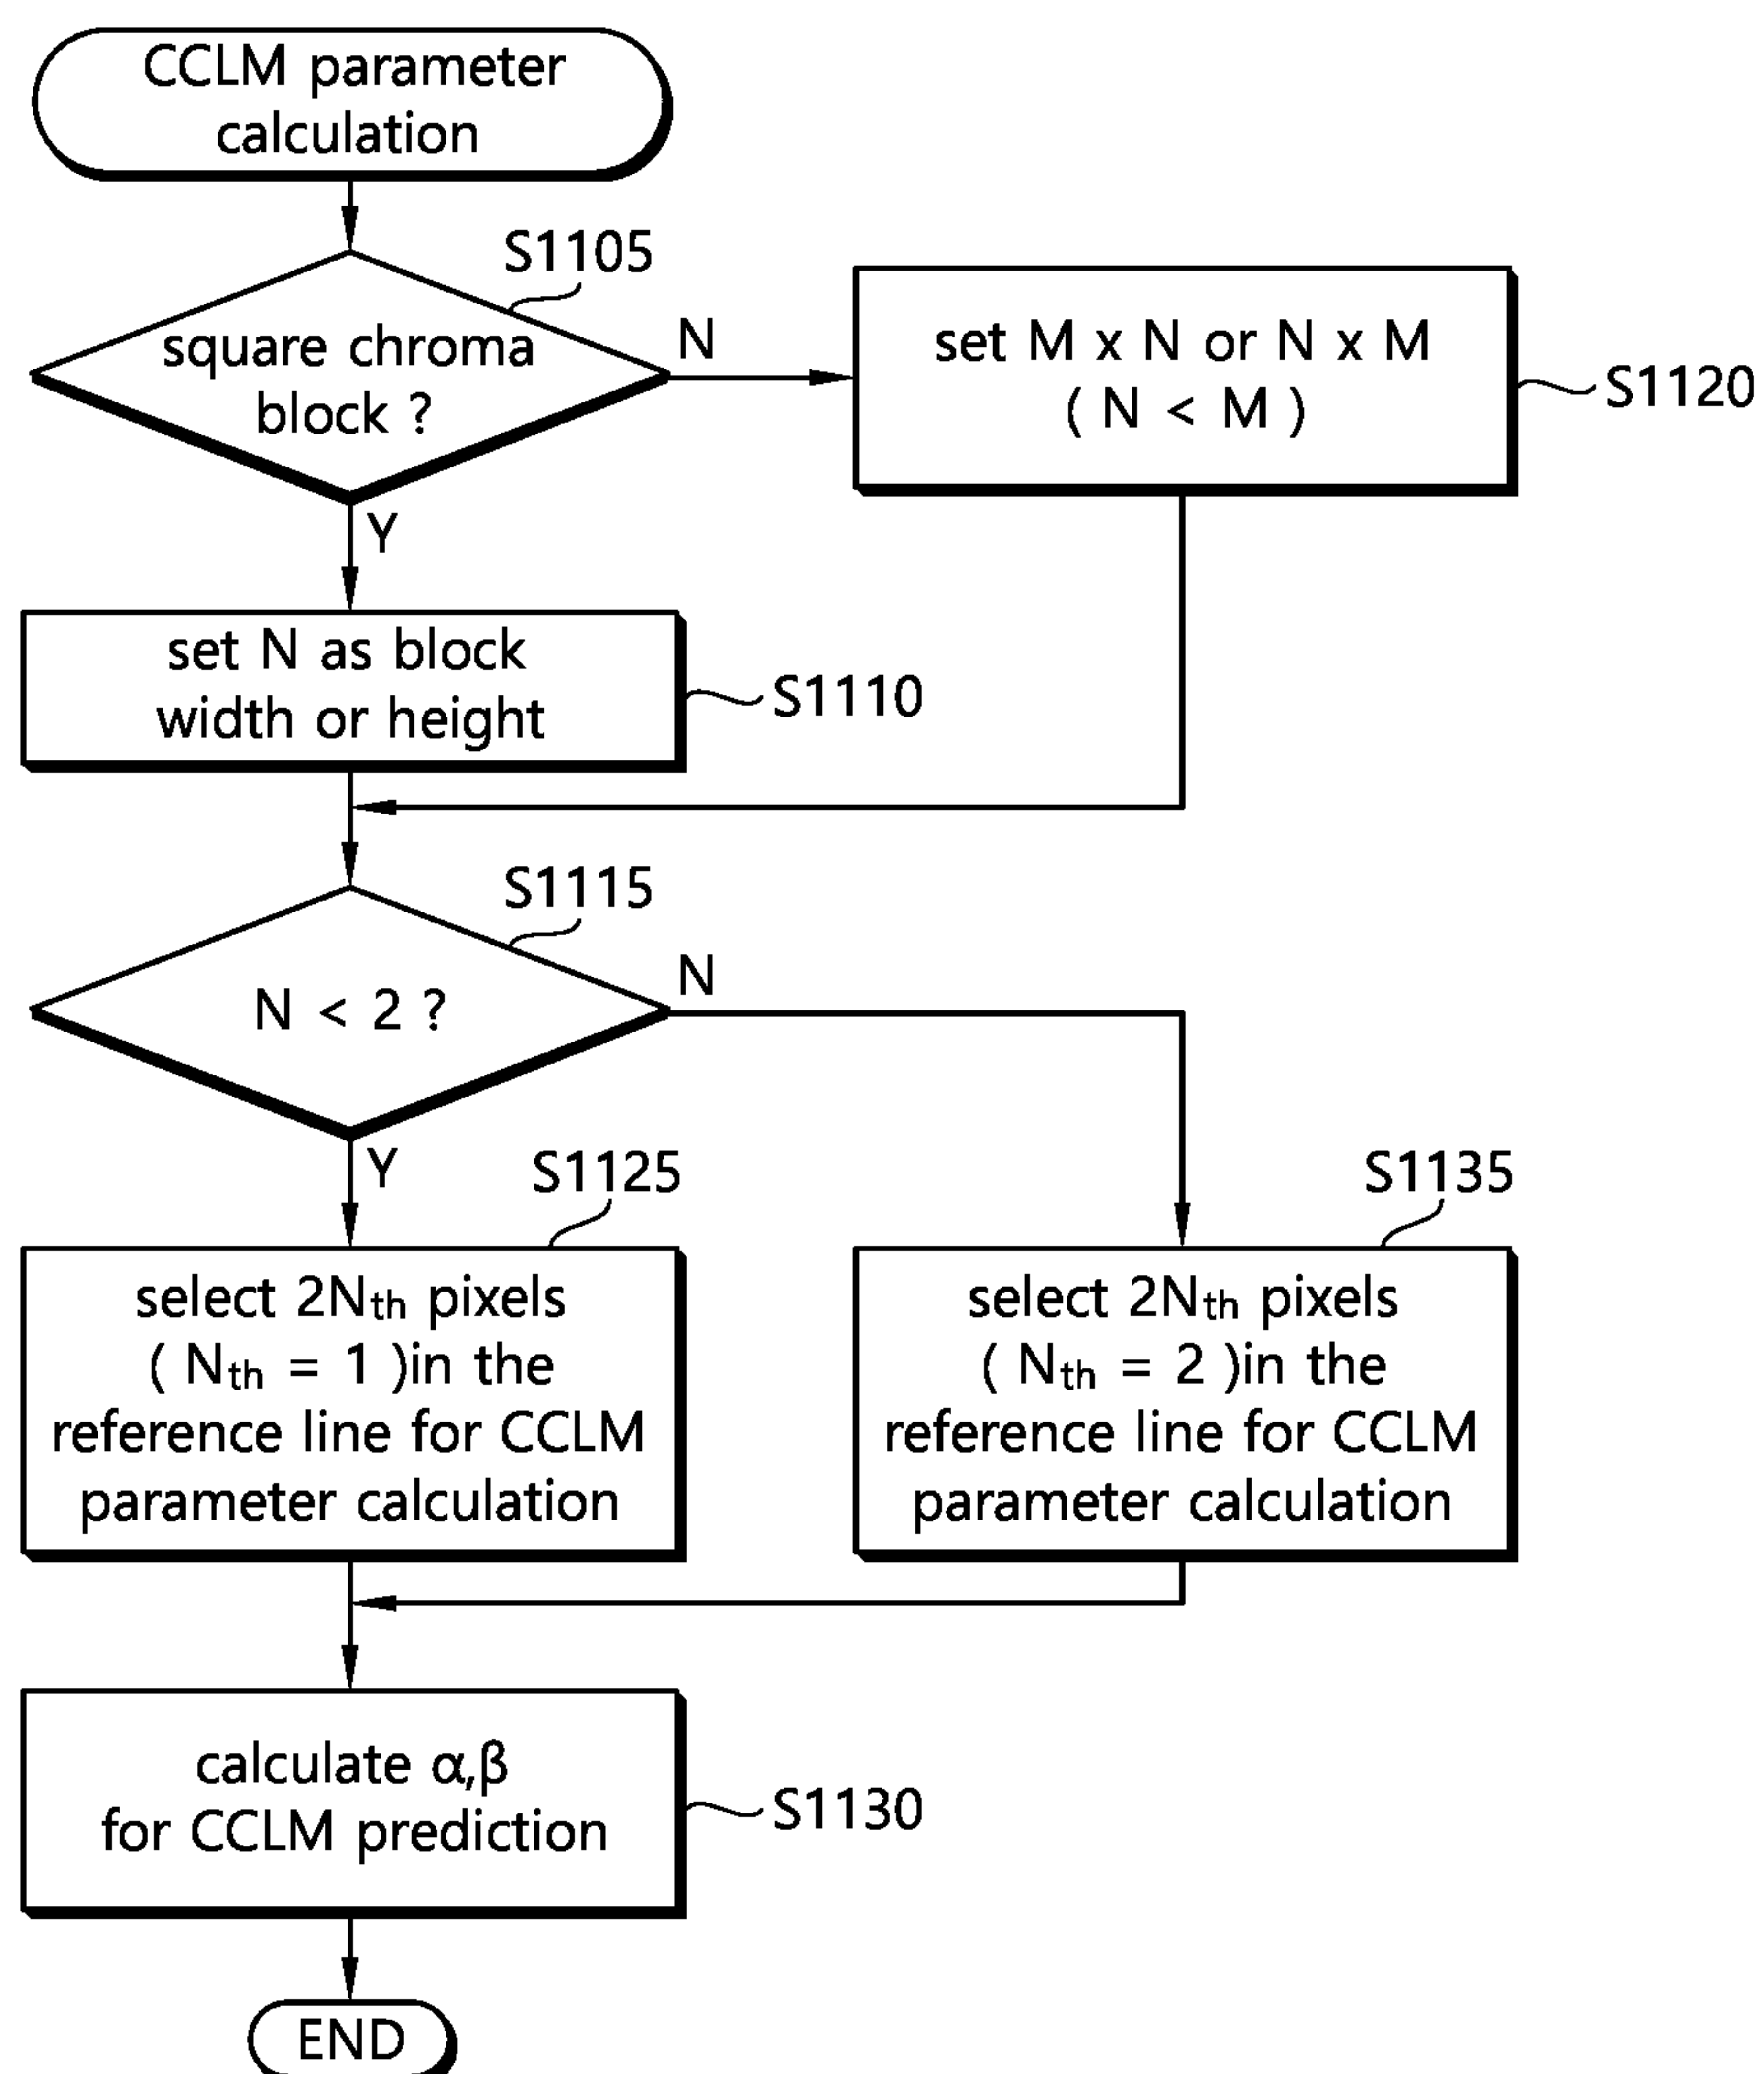 CCLM parameter
calculation
S1105
square chroma
block ?
N
set M x N or N x M
( N < M )
S1120
Y
set N as block
width or height
S1110
S1115
N < 2 ?
N
Y
S1125
select 2Nth pixels
( Nth = 1 )in the
reference line for CCLM
parameter calculation
S1135
select 2Nth pixels
( Nth = 2 )in the
reference line for CCLM
parameter calculation
calculate α,β
for CCLM prediction
S1130
END